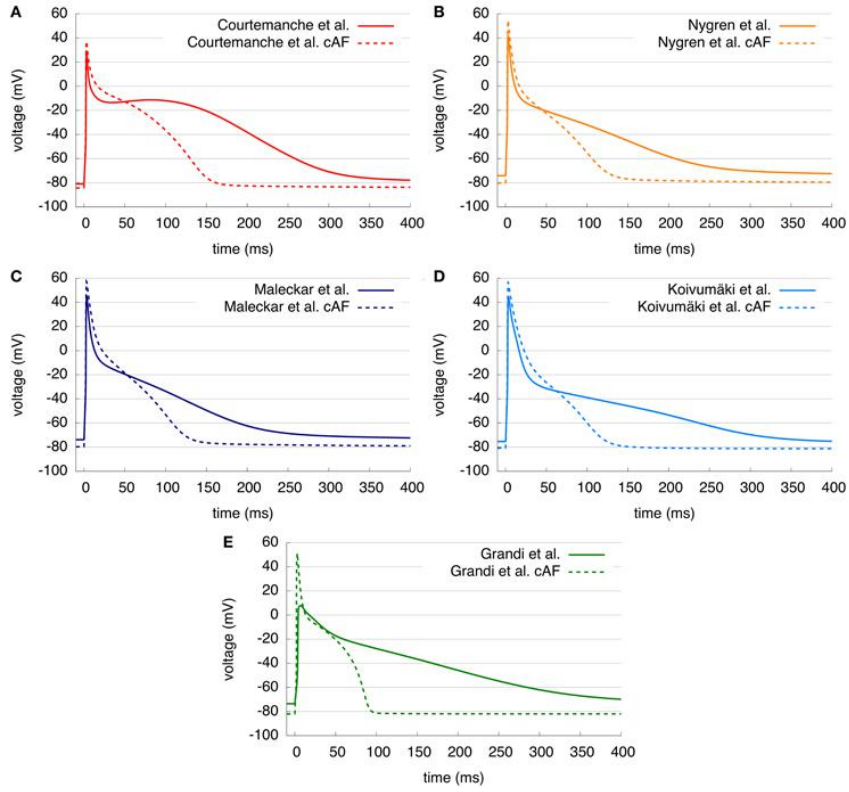 A
Courtemanche et al.
Courtemanche et al. cAF
voltage (mV)
60
40
20
0
-20
-40
-60
-80
-100
0 50 100 150 200 250 300 350 400
time (ms)
B
Nygren et al.
Nygren et al. cAF
voltage (mV)
60
40
20
0
-20
-40
-60
-80
-100
0 50 100 150 200 250 300 350 400
time (ms)
C
Maleckar et al.
Maleckar et al. cAF
voltage (mV)
60
40
20
0
-20
-40
-60
-80
-100
0 50 100 150 200 250 300 350 400
time (ms)
D
Koivumäki et al.
Koivumäki et al. cAF
voltage (mV)
60
40
20
0
-20
-40
-60
-80
-100
0 50 100 150 200 250 300 350 400
time (ms)
E
Grandi et al.
Grandi et al. cAF
voltage (mV)
60
40
20
0
-20
-40
-60
-80
-100
0 50 100 150 200 250 300 350 400
time (ms)